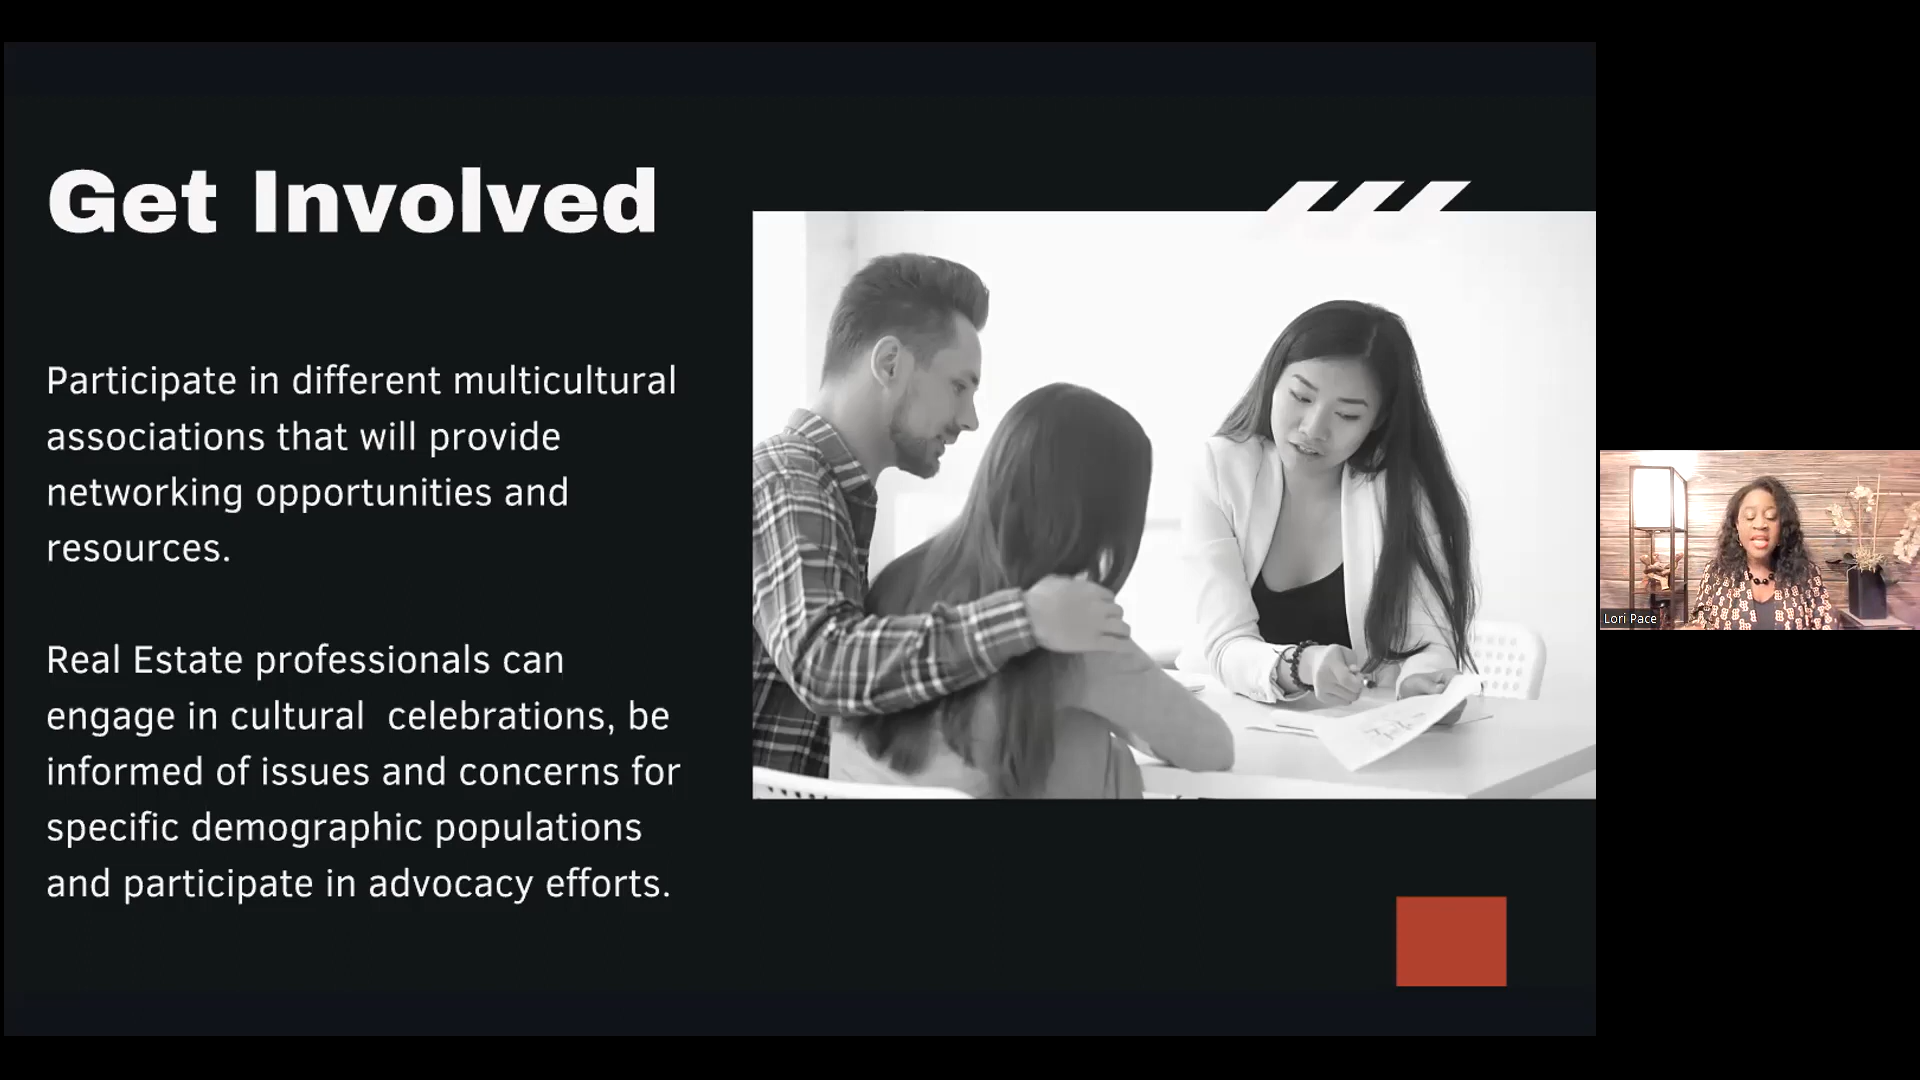 Get Involved
Participate in different multicultural
associations that will provide
networking opportunities and
resources.
Real Estate professionals can
engage in cultural  celebrations, be
informed of issues and concerns for
specific demographic populations
and participate in advocacy efforts.
Lori Pace